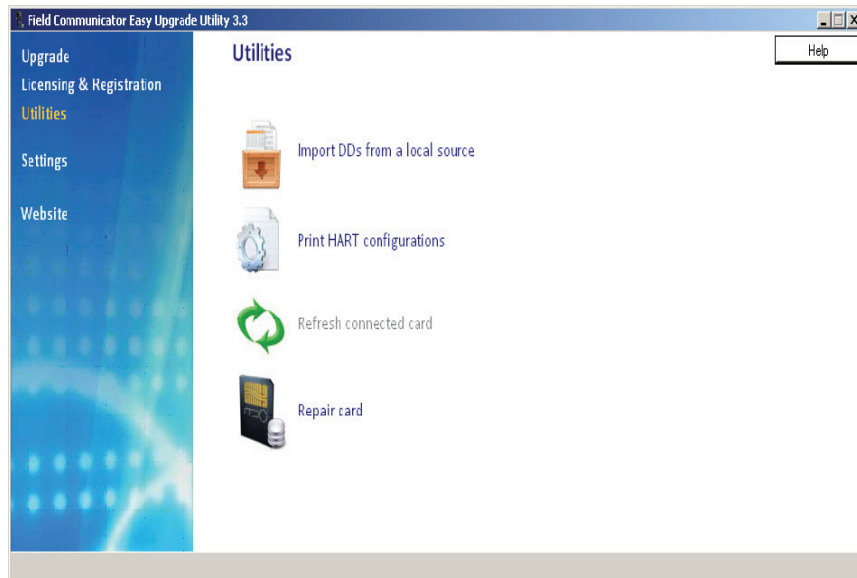 Field Communicator Easy Upgrade Utility 3.3
Upgrade
Licensing & Registration
Utilities
Settings
Website
Utilities
Help
Import DDs from a local source
Print HART configurations
Refresh connected card
Repair card